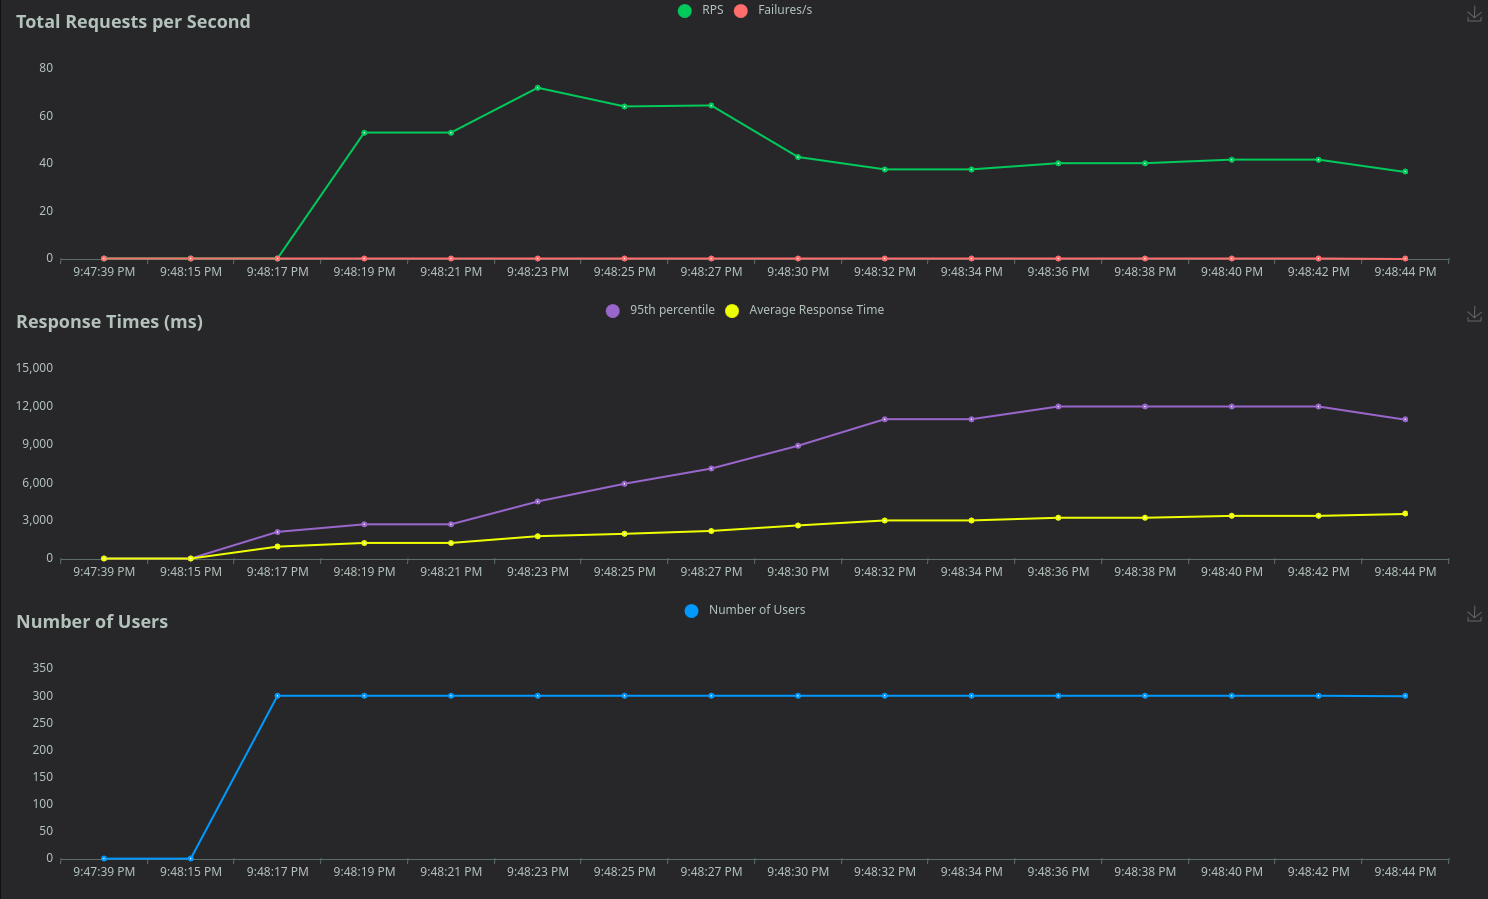 Total Requests per Second
RPS Failures/s
80
60
40
20
0
9:47:39 PM 9:48:15 PM 9:48:17 PM 9:48:19 PM 9:48:21 PM 9:48:23 PM 9:48:25 PM 9:48:27 PM 9:48:30 PM 9:48:32 PM 9:48:34 PM 9:48:36 PM 9:48:38 PM 9:48:40 PM 9:48:42 PM 9:48:44 PM
Response Times (ms)
95th percentile Average Response Time
15,000
12,000
9,000
6,000
3,000
0
9:47:39 PM 9:48:15 PM 9:48:17 PM 9:48:19 PM 9:48:21 PM 9:48:23 PM 9:48:25 PM 9:48:27 PM 9:48:30 PM 9:48:32 PM 9:48:34 PM 9:48:36 PM 9:48:38 PM 9:48:40 PM 9:48:42 PM 9:48:44 PM
Number of Users
Number of Users
350
300
250
200
150
100
50
0
9:47:39 PM 9:48:15 PM 9:48:17 PM 9:48:19 PM 9:48:21 PM 9:48:23 PM 9:48:25 PM 9:48:27 PM 9:48:30 PM 9:48:32 PM 9:48:34 PM 9:48:36 PM 9:48:38 PM 9:48:40 PM 9:48:42 PM 9:48:44 PM